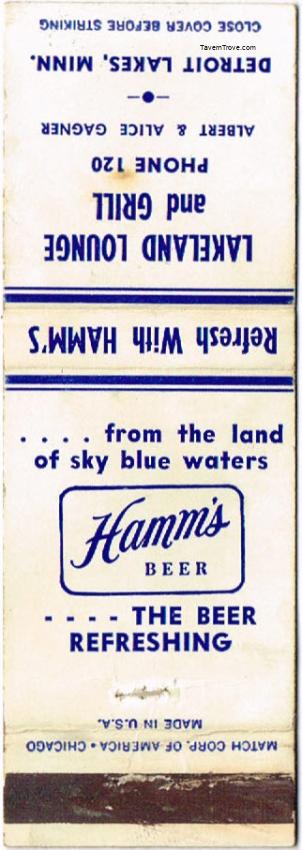 TavernTrove.com
CLOSE COVER BEFORE STRIKING
DETROIT LAKES, MINN.
ALBERT & ALICE GAGNER
PHONE 120
LAKELAND LOUNGE
and GRILL
Refresh With HAMM'S
. . . . from the land
of sky blue waters
Hamm's
BEER
- - - - THE BEER
REFRESHING
MADE IN U.S.A.
MATCH CORP. OF AMERICA • CHICAGO